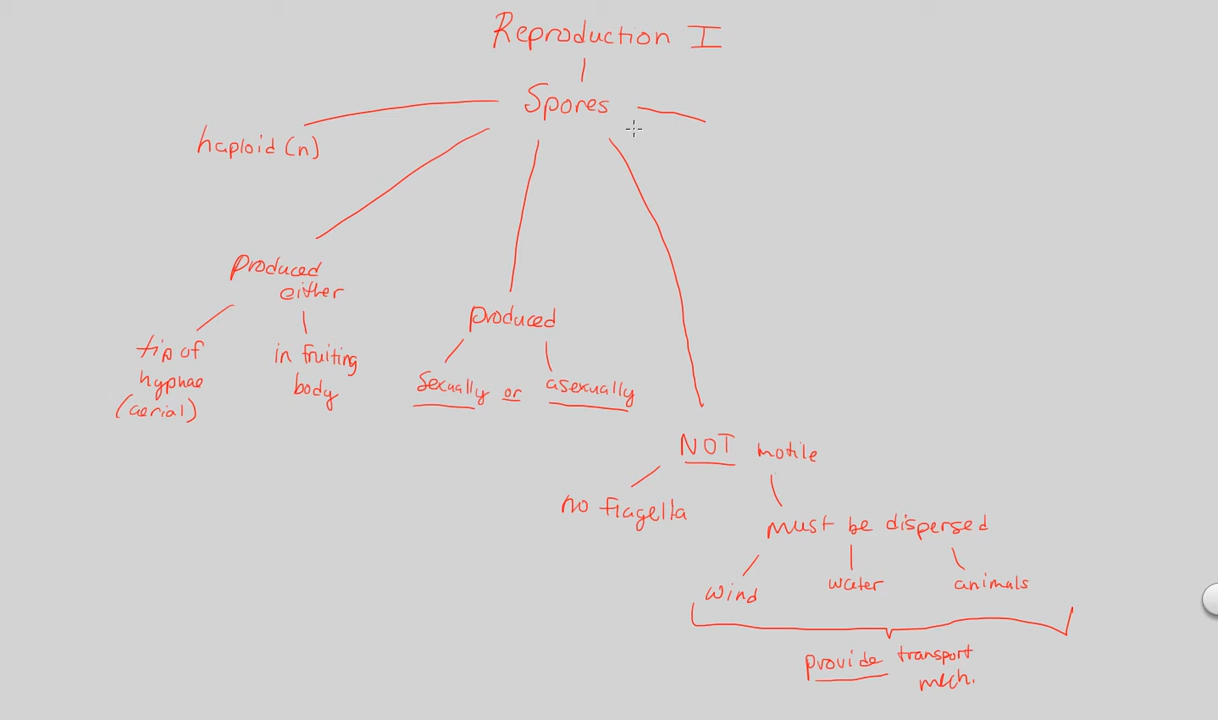 Reproduction I
Spores
haploid (n)
produced
either
tip of
hyphae
(aerial)
in fruiting
body
produced
sexually or asexually
NOT motile
no flagella
must be dispersed
wind
water
animals
provide transport
mech.